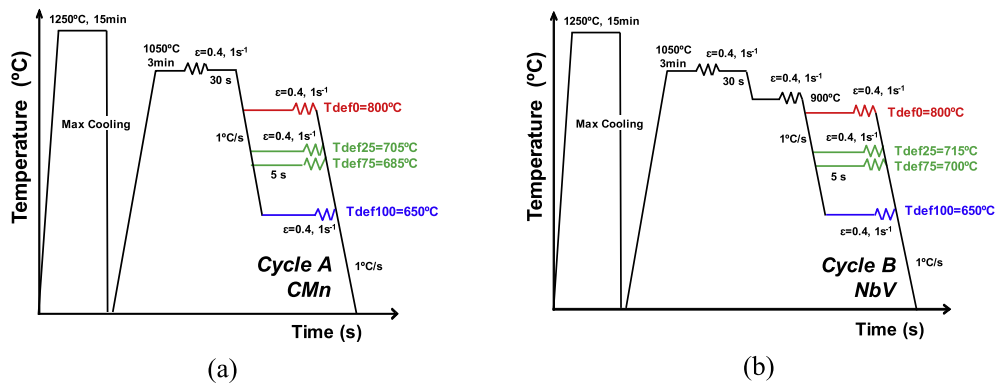 1250ºC, 15min
Temperature (ºC)
Max Cooling
1050ºC
3min
ε=0.4, 1s-1
30 s
ε=0.4, 1s-1
Tdef0=800ºC
1ºC/s
ε=0.4, 1s-1
Tdef25=705ºC
Tdef75=685ºC
5 s
Tdef100=650ºC
ε=0.4, 1s-1
1ºC/s
Cycle A
CMn
Time (s)
(a)
1250ºC, 15min
Temperature (ºC)
Max Cooling
1050ºC
3min
ε=0.4, 1s-1
30 s
ε=0.4, 1s-1
900ºC
ε=0.4, 1s-1
Tdef0=800ºC
1ºC/s
ε=0.4, 1s-1
Tdef25=715ºC
Tdef75=700ºC
5 s
Tdef100=650ºC
ε=0.4, 1s-1
1ºC/s
Cycle B
NbV
Time (s)
(b)